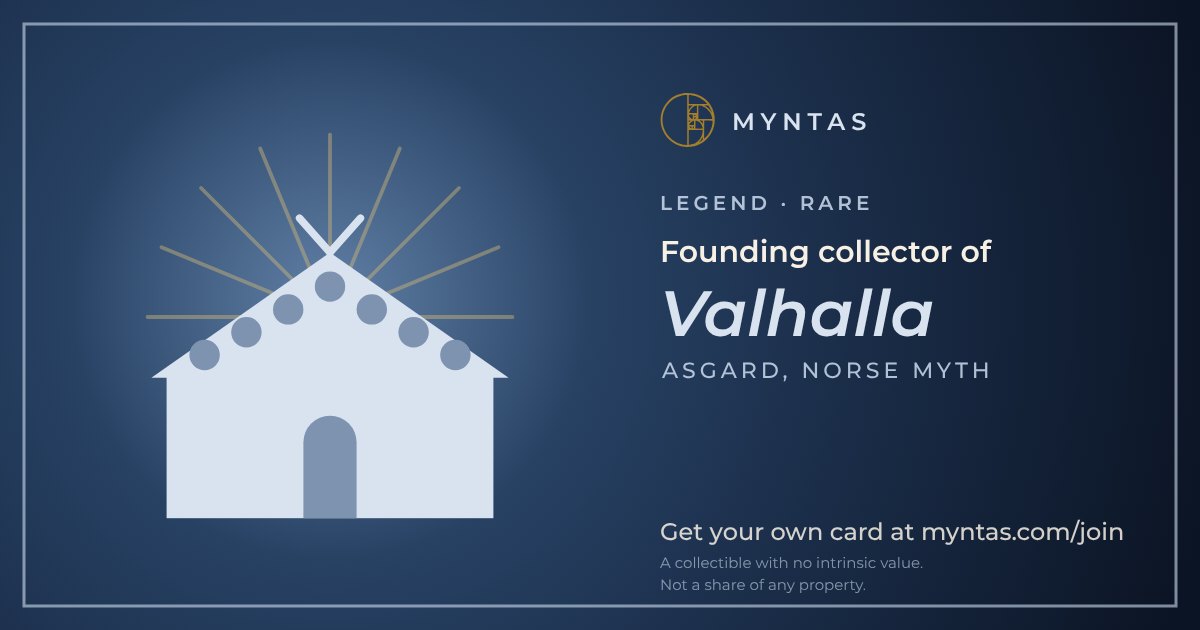 MYNTAS
LEGEND · RARE
Founding collector of
Valhalla
ASGARD, NORSE MYTH
Get your own card at myntas.com/join
A collectible with no intrinsic value.
Not a share of any property.